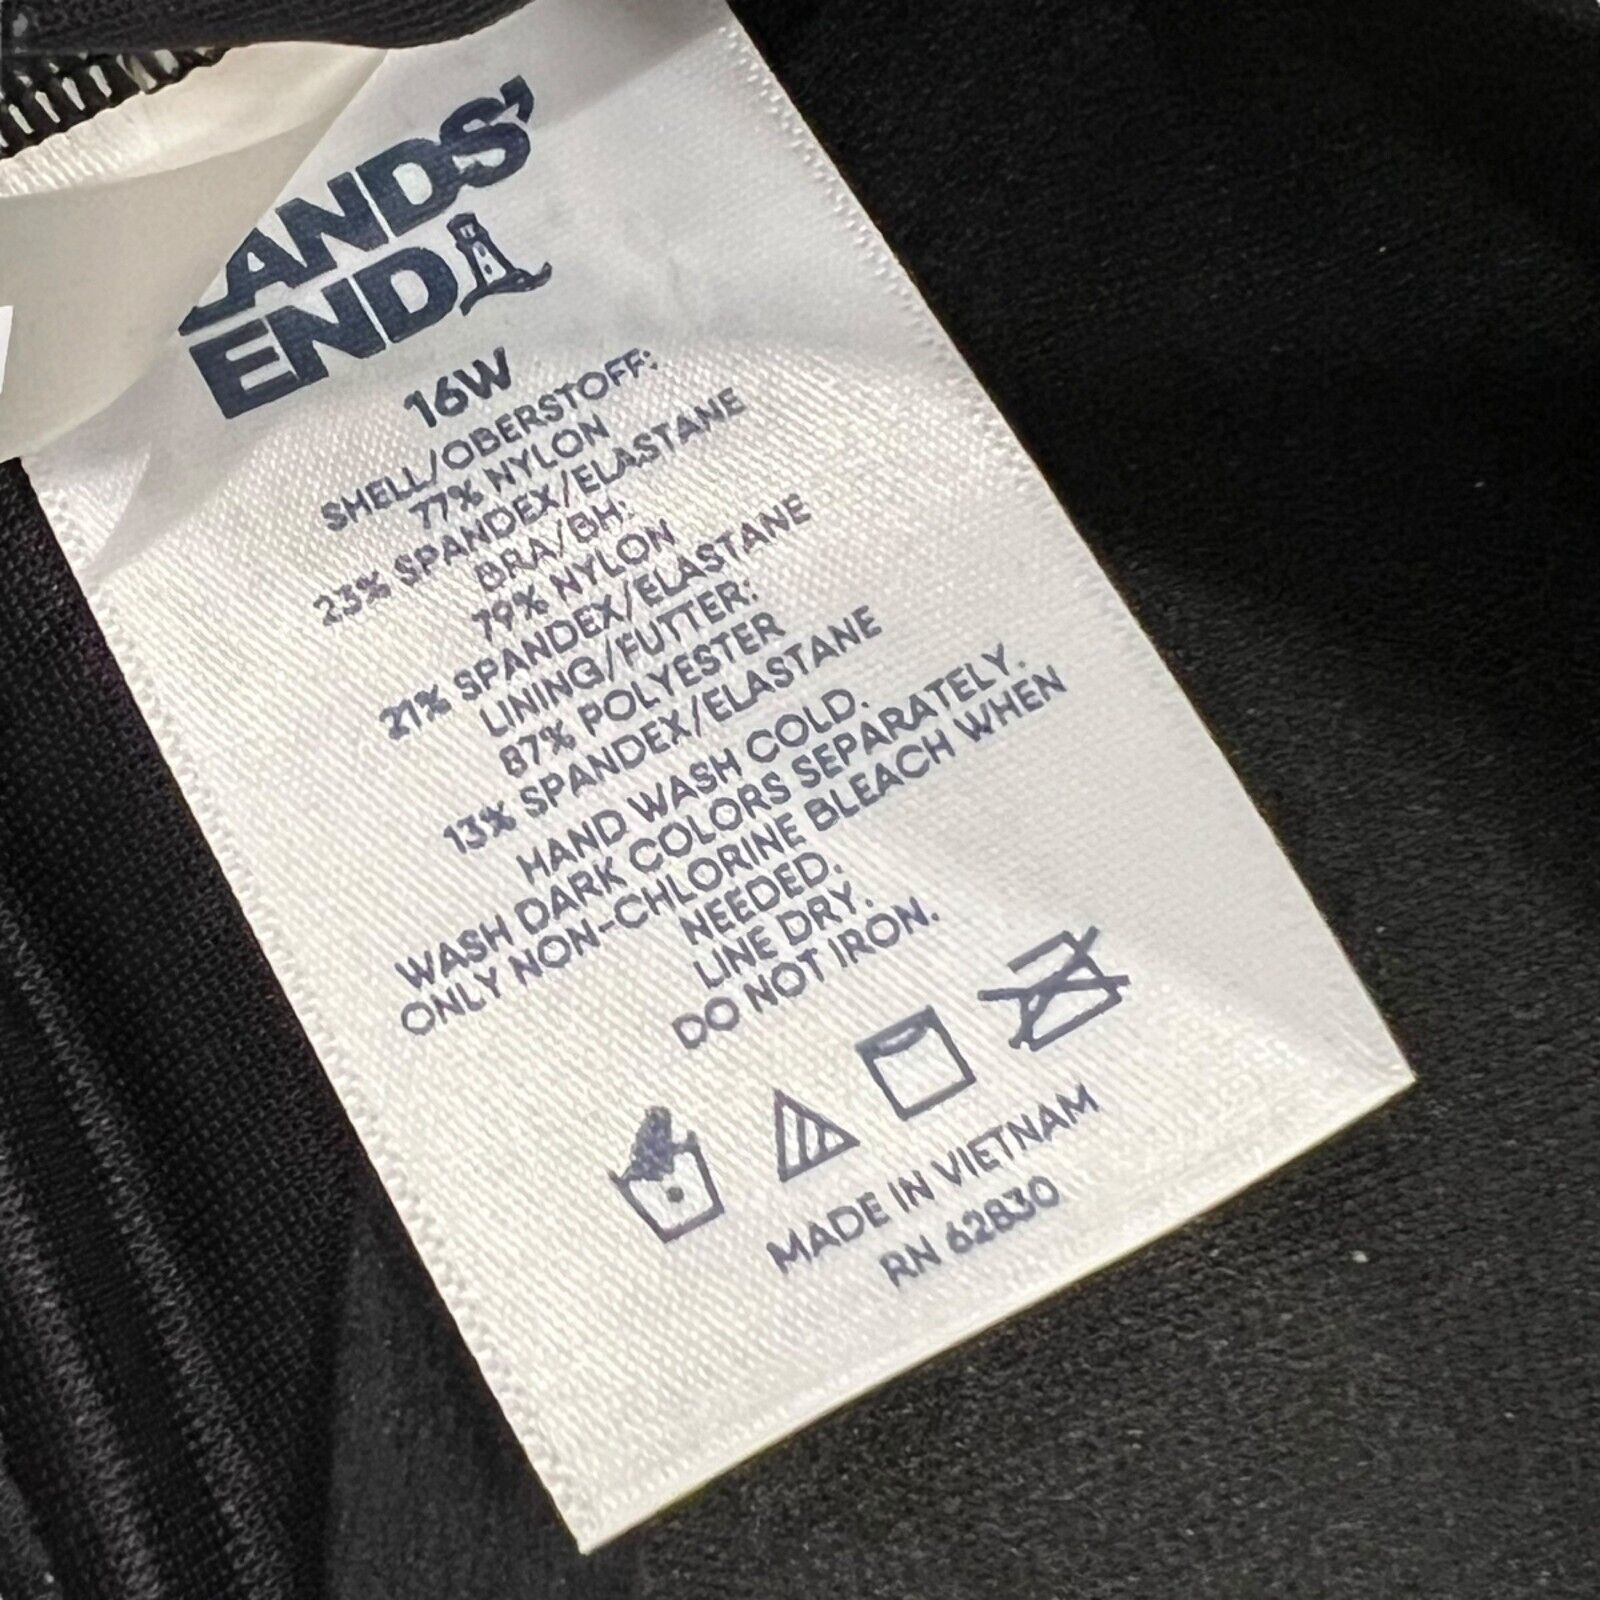 LANDS'
END
16W
SHELL/OBERSTOFF:
77% NYLON
23% SPANDEX/ELASTANE
BRA/BH:
79% NYLON
21% SPANDEX/ELASTANE
LINING/FUTTER:
87% POLYESTER
13% SPANDEX/ELASTANE
HAND WASH COLD.
WASH DARK COLORS SEPARATELY.
ONLY NON-CHLORINE BLEACH WHEN
NEEDED.
LINE DRY.
DO NOT IRON.
MADE IN VIETNAM
RN 62830